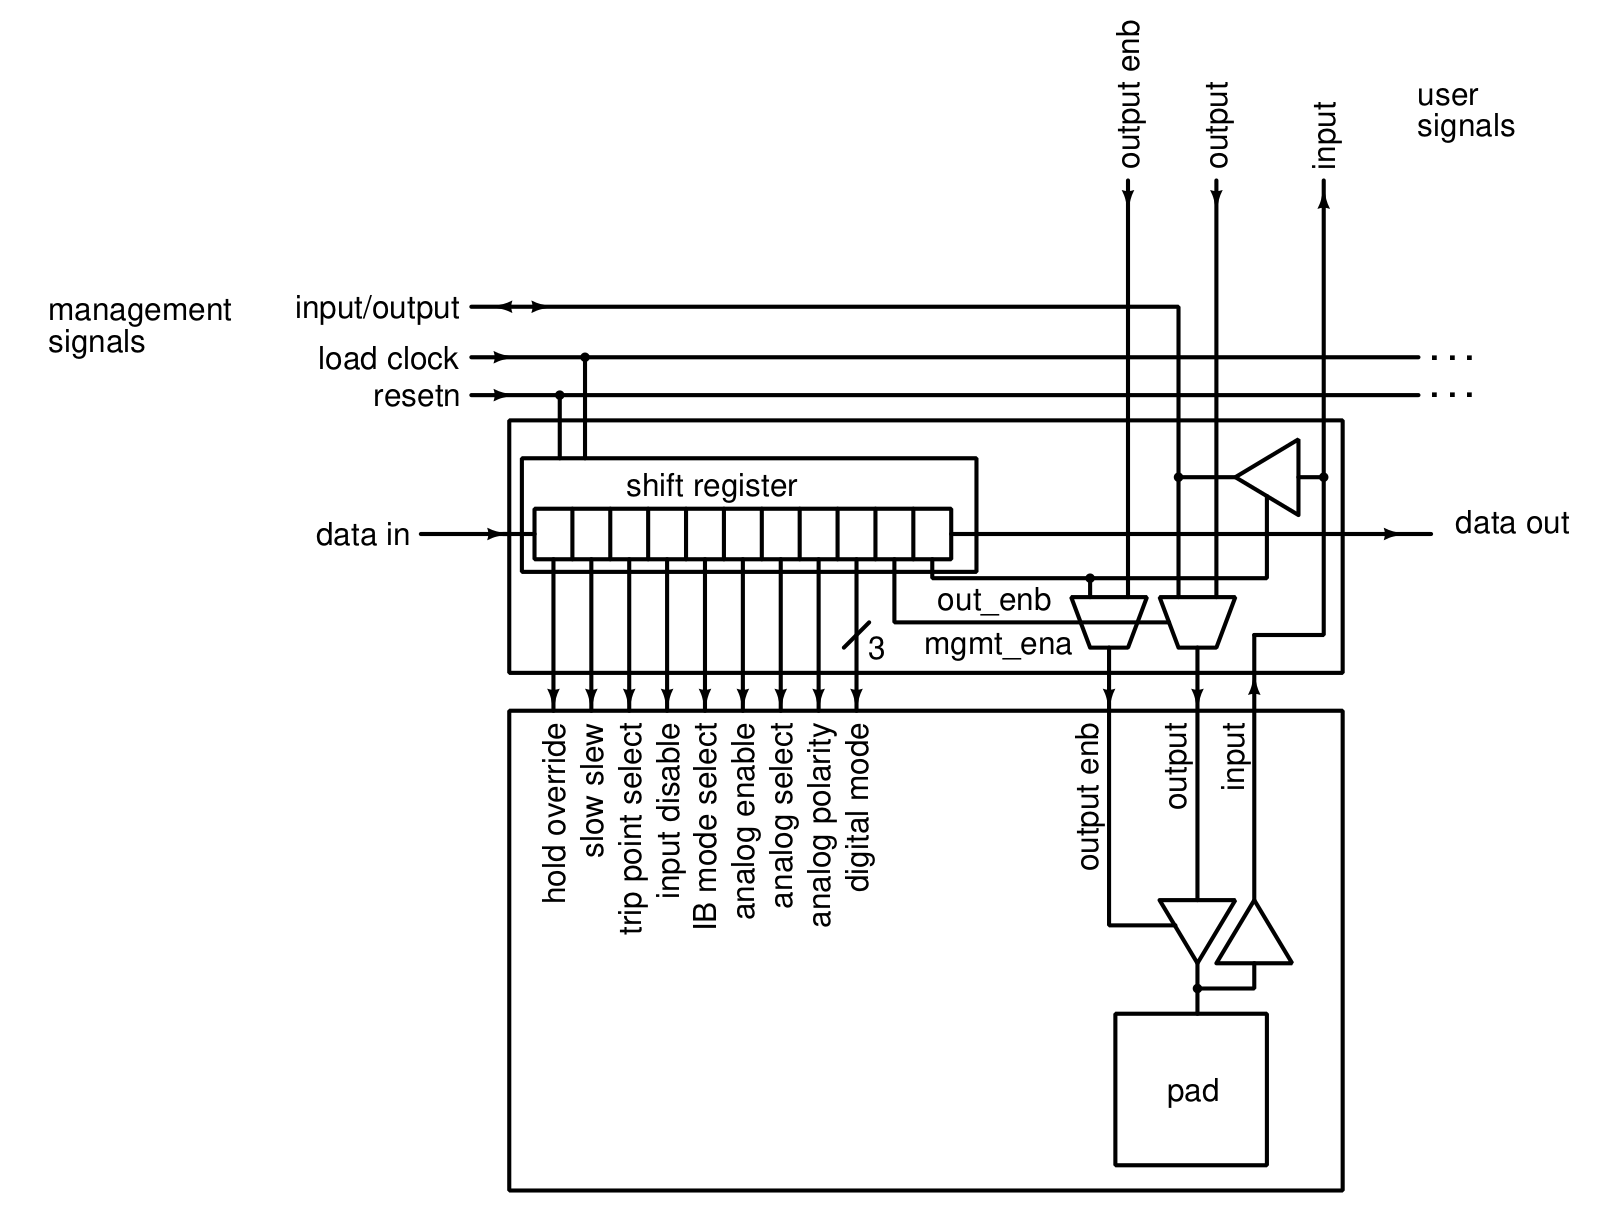 output enb
output
input
user
signals
management
signals
input/output
load clock
resetn
. . .
. . .
shift register
data in
data out
out_enb
mgmt_ena
3
hold override
slow slew
trip point select
input disable
IB mode select
analog enable
analog select
analog polarity
digital mode
output enb
output
input
pad